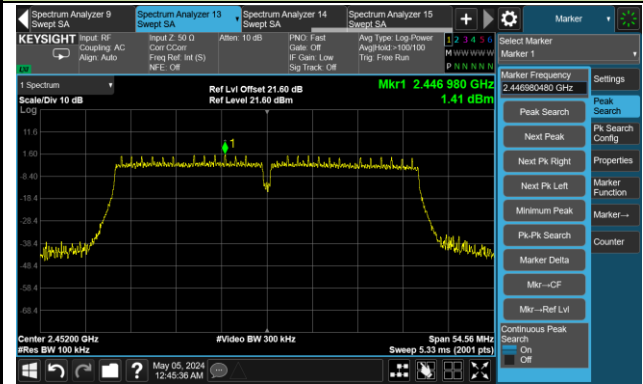 Spectrum Analyzer 9
Swept SA
Spectrum Analyzer 13
Swept SA
Spectrum Analyzer 14
Swept SA
Spectrum Analyzer 15
Swept SA
+
Marker
KEYSIGHT
Input: RF
Coupling: AC
Align: Auto
Input Z: 50 Ω
Corr CCorr
Freq Ref: Int (S)
NFE: Off
Atten: 10 dB
PNO: Fast
Gate: Off
IF Gain: Low
Sig Track: Off
Avg Type: Log-Power
Avg|Hold:>100/100
Trig: Free Run
1 2 3 4 5 6
M W W W W W
P N N N N N
Select Marker
Marker 1
1 Spectrum
Scale/Div 10 dB
Log
Ref Lvl Offset 21.60 dB
Ref Level 21.60 dBm
Mkr1 2.446 980 GHz
1.41 dBm
11.6
1.60
-8.40
-18.4
-28.4
-38.4
-48.4
-58.4
-68.4
1
Center 2.45200 GHz
#Res BW 100 kHz
#Video BW 300 kHz
Span 54.56 MHz
Sweep 5.33 ms (2001 pts)
Marker Frequency
2.446980480 GHz
Peak Search
Next Peak
Next Pk Right
Next Pk Left
Minimum Peak
Pk-Pk Search
Marker Delta
Mkr→CF
Mkr→Ref Lvl
Continuous Peak
Search
On
Off
Settings
Peak
Search
Pk Search
Config
Properties
Marker
Function
Marker→
Counter
May 05, 2024
12:45:36 AM